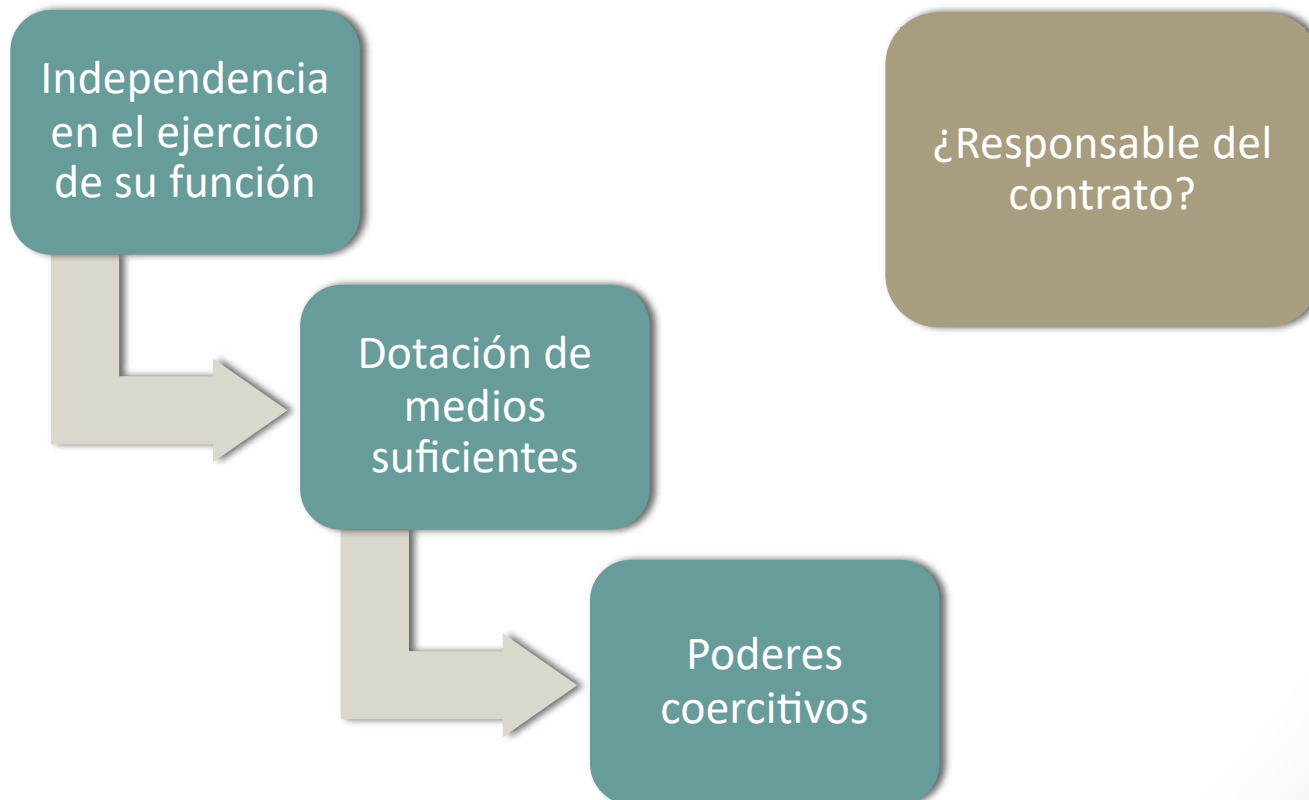 Independencia
en el ejercicio
de su función
¿Responsable del
contrato?
Dotación de
medios
suficientes
Poderes
coercitivos